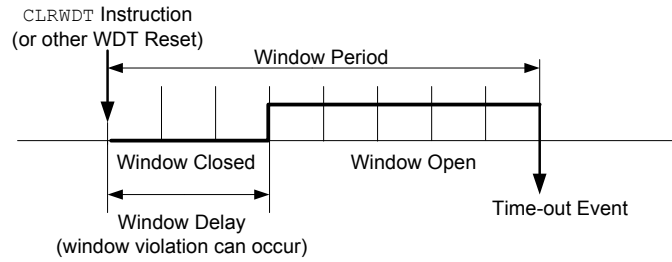 CLRWDT Instruction
(or other WDT Reset)
Window Period
Window Closed
Window Open
Window Delay
(window violation can occur)
Time-out Event